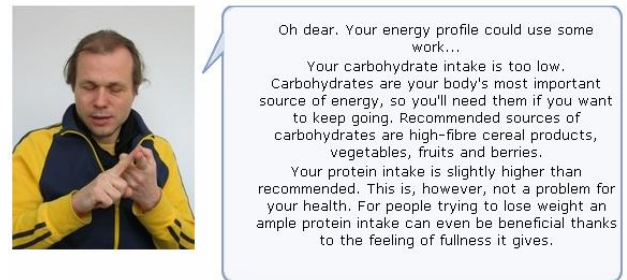 Oh dear. Your energy profile could use some
work...
Your carbohydrate intake is too low.
Carbohydrates are your body's most important
source of energy, so you'll need them if you want
to keep going. Recommended sources of
carbohydrates are high-fibre cereal products,
vegetables, fruits and berries.
Your protein intake is slightly higher than
recommended. This is, however, not a problem for
your health. For people trying to lose weight an
ample protein intake can even be beneficial thanks
to the feeling of fullness it gives.